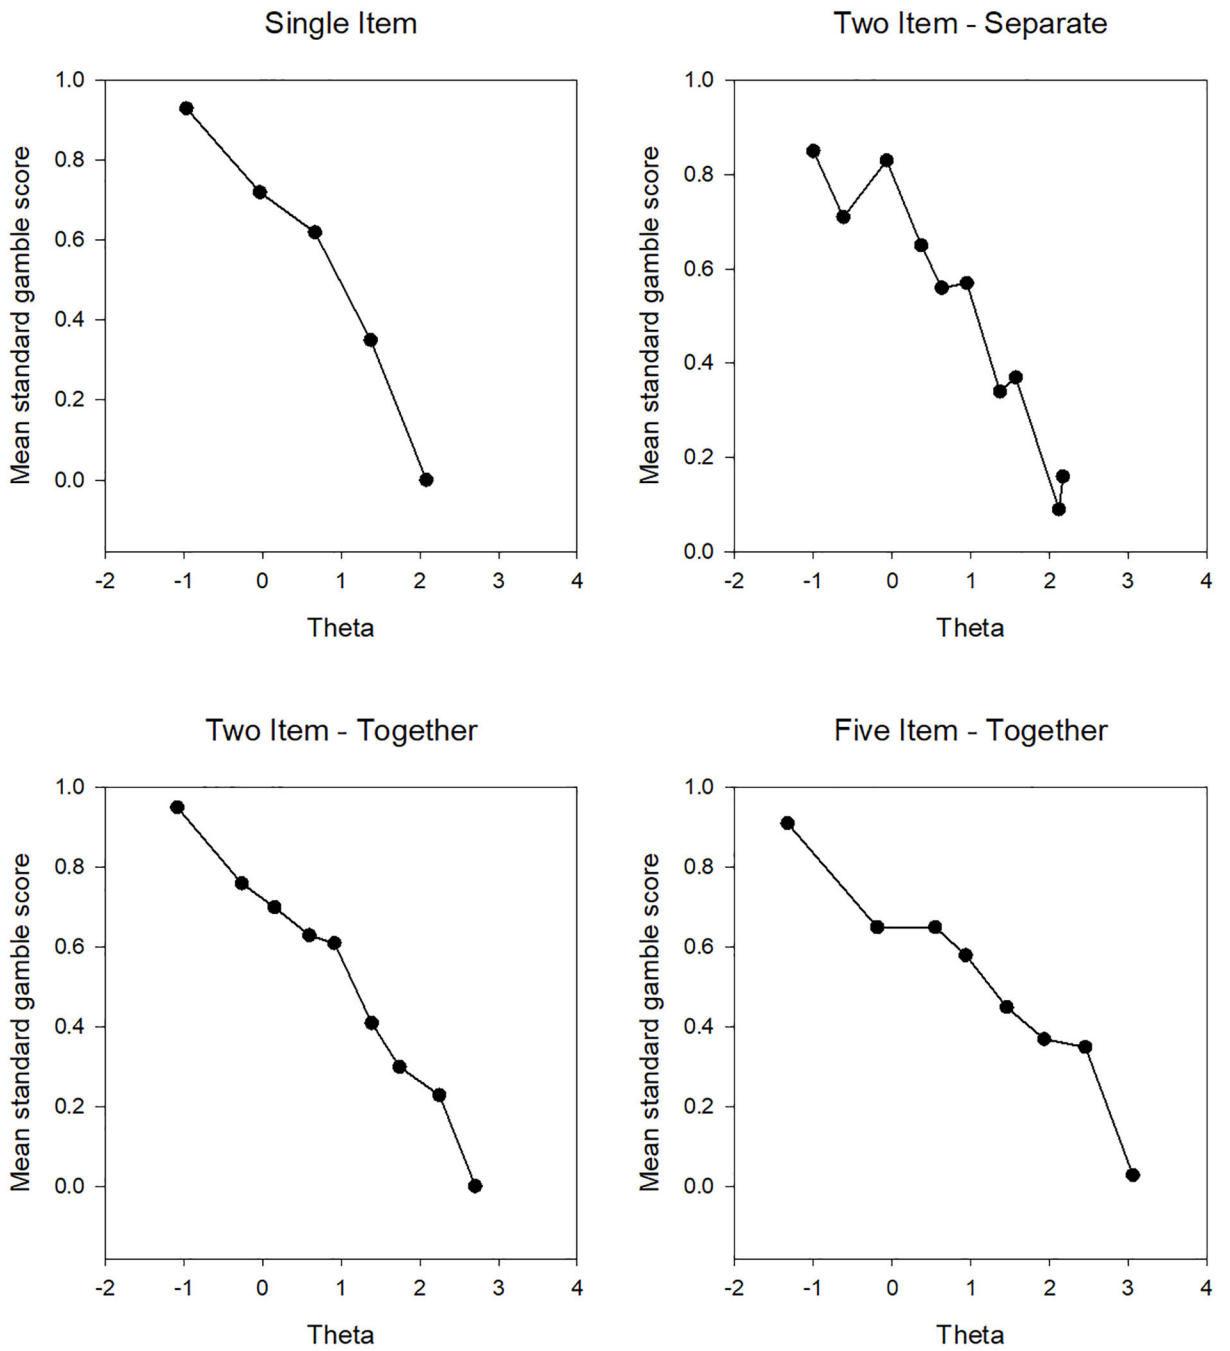 Single Item
Two Item - Separate
1.0
0.8
0.6
0.4
0.2
0.0
Mean standard gamble score
-2 -1 0 1 2 3 4
Theta
1.0
0.8
0.6
0.4
0.2
0.0
Mean standard gamble score
-2 -1 0 1 2 3 4
Theta
Two Item - Together
Five Item - Together
1.0
0.8
0.6
0.4
0.2
0.0
Mean standard gamble score
-2 -1 0 1 2 3 4
Theta
1.0
0.8
0.6
0.4
0.2
0.0
Mean standard gamble score
-2 -1 0 1 2 3 4
Theta